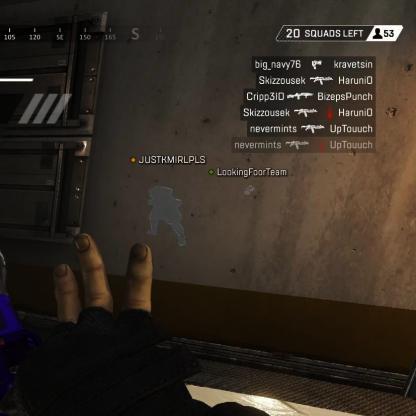 105 120 SE 150 165 S
20 SQUADS LEFT 53
big_navy76 kravetsin
Skizzousek HaruniO
Cripp3lO BizepsPunch
Skizzousek HaruniO
nevermints UpTouuch
nevermints UpTouuch
JUSTKMIRLPLS
LookingFoorTeam